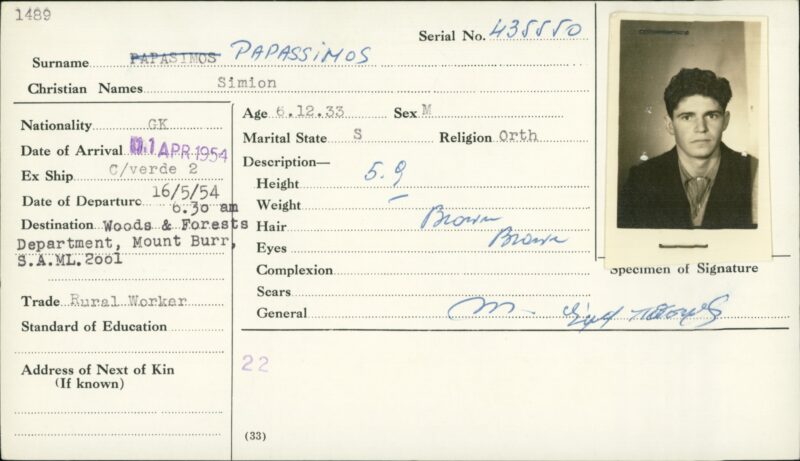 1489
Serial No. 435550
Surname PAPASIMOS PAPASSIMOS
Christian Names Simion
Nationality GK
Date of Arrival 01 APR 1954
Ex Ship C/verde 2
Date of Departure 16/5/54
6.30 am
Destination Woods & Forests
Department, Mount Burr,
S.A.ML.2001
Trade Rural Worker
Standard of Education
Address of Next of Kin
(If known)
Age 6.12.33 Sex M
Marital State S Religion Orth
Description—
Height 5.9
Weight –
Hair Brown
Eyes Brown
Complexion
Scars
General M-
22
(33)
Specimen of Signature